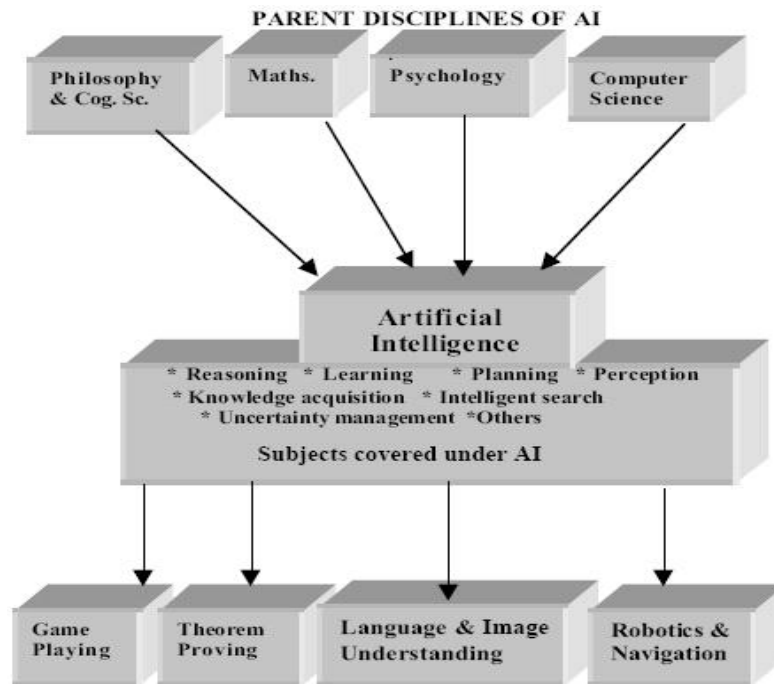 PARENT DISCIPLINES OF AI
Philosophy
& Cog. Sc.
Maths.
Psychology
Computer
Science
Artificial
Intelligence
* Reasoning * Learning * Planning * Perception
* Knowledge acquisition * Intelligent search
* Uncertainty management *Others
Subjects covered under AI
Game
Playing
Theorem
Proving
Language & Image
Understanding
Robotics &
Navigation